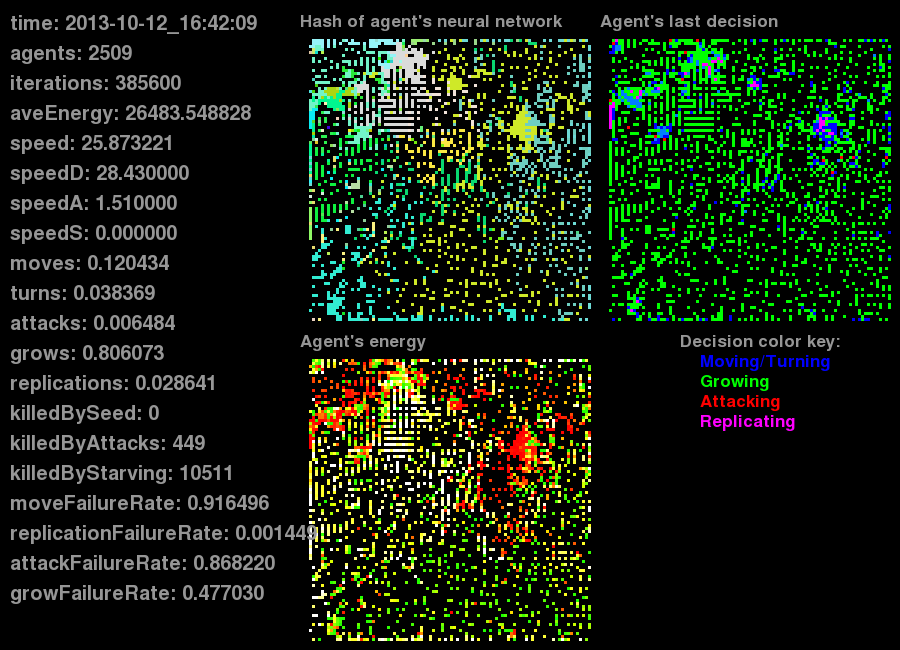 time: 2013-10-12_16:42:09
agents: 2509
iterations: 385600
aveEnergy: 26483.548828
speed: 25.873221
speedD: 28.430000
speedA: 1.510000
speedS: 0.000000
moves: 0.120434
turns: 0.038369
attacks: 0.006484
grows: 0.806073
replications: 0.028641
killedBySeed: 0
killedByAttacks: 449
killedByStarving: 10511
moveFailureRate: 0.916496
replicationFailureRate: 0.001449
attackFailureRate: 0.868220
growFailureRate: 0.477030
Hash of agent's neural network
Agent's last decision
Agent's energy
Decision color key:
Moving/Turning
Growing
Attacking
Replicating